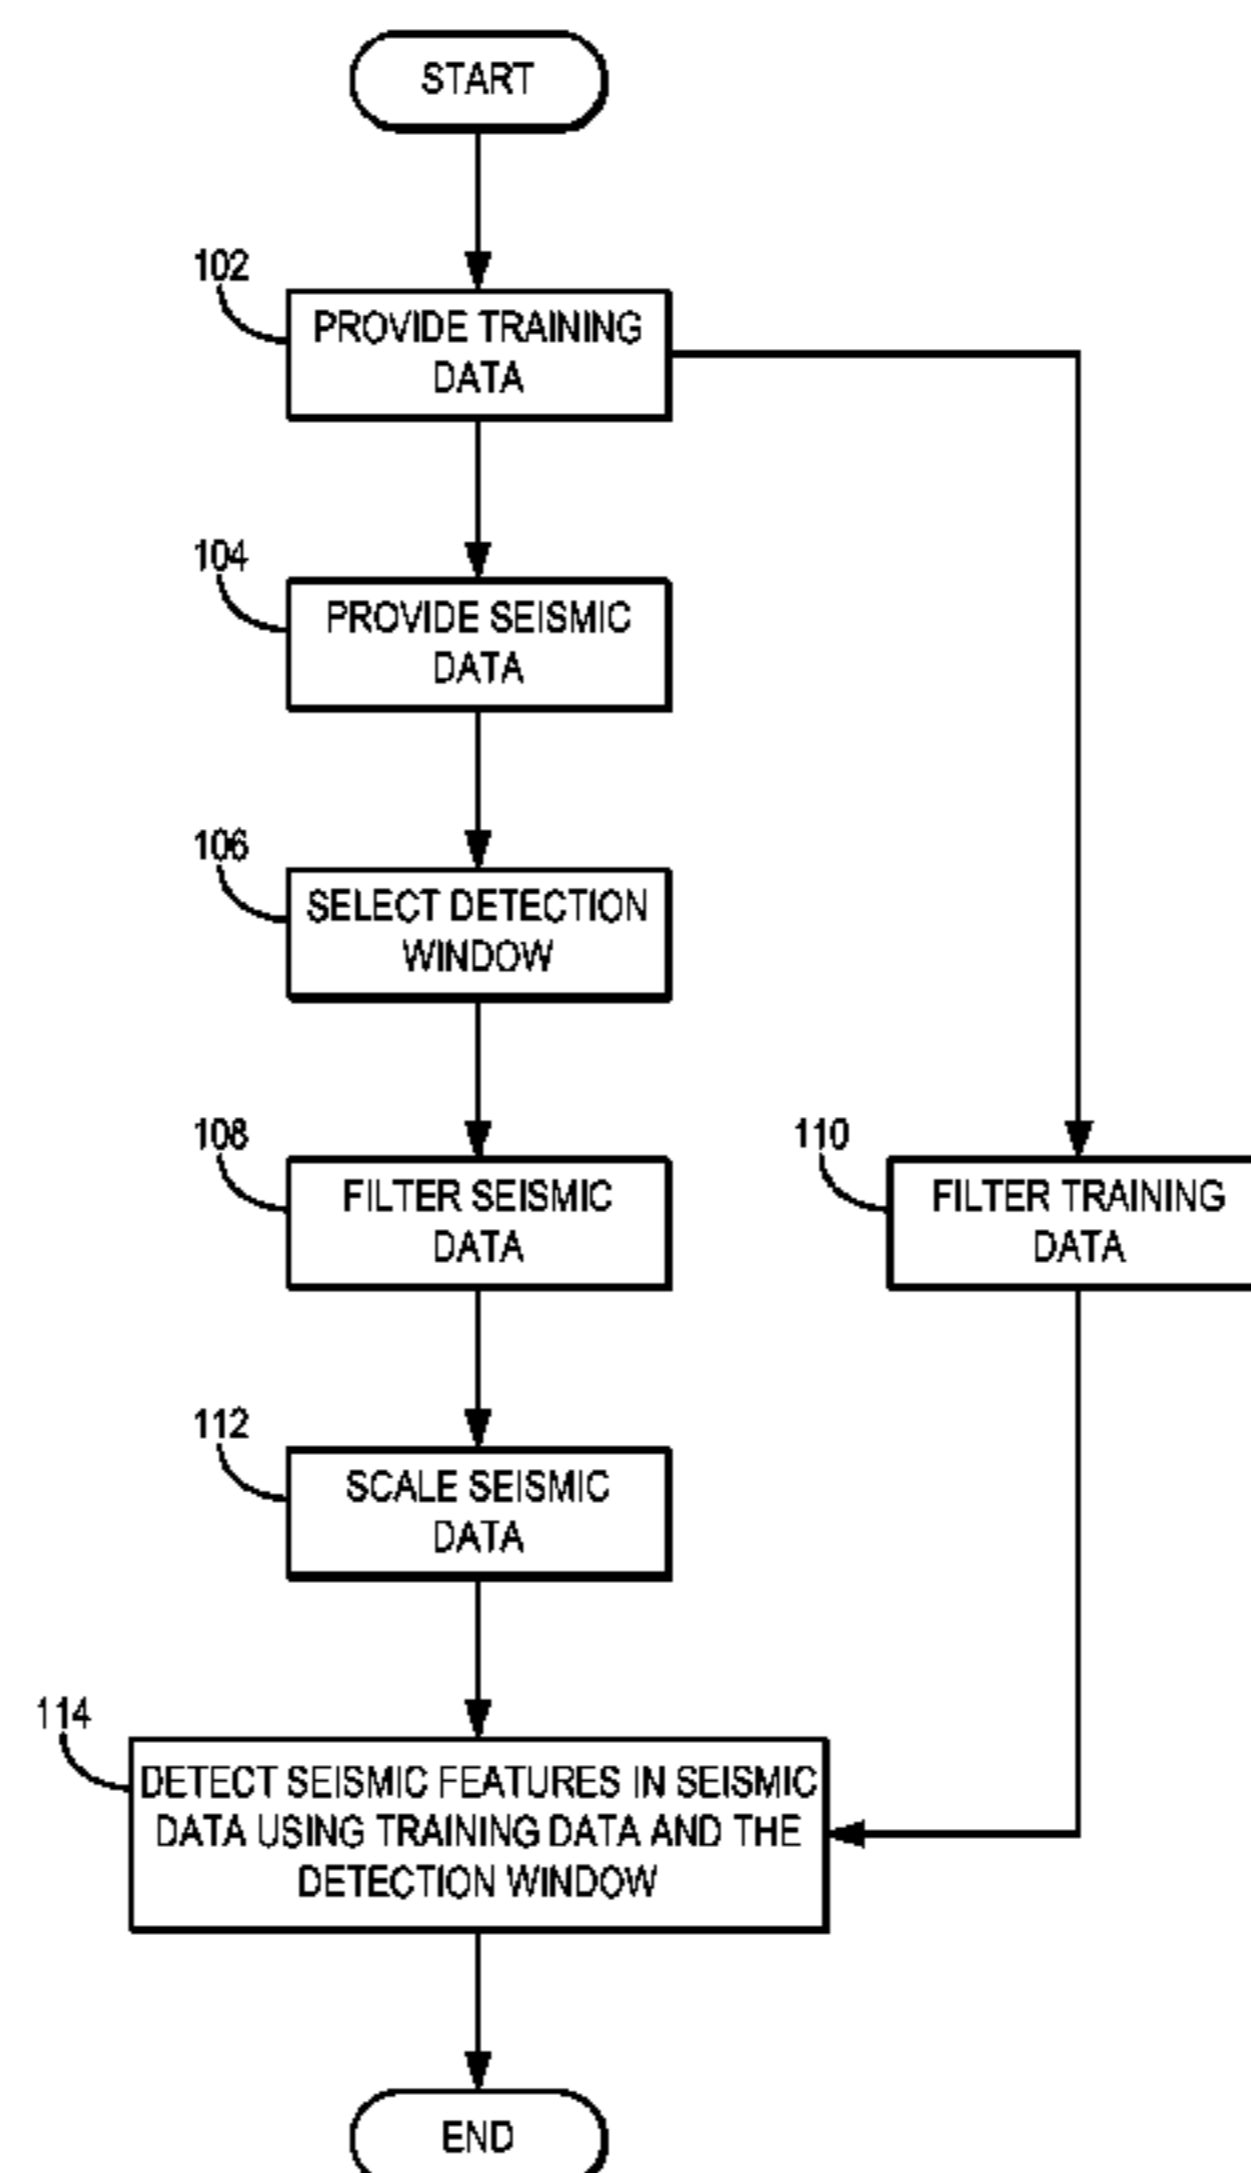 START
102
PROVIDE TRAINING
DATA
104
PROVIDE SEISMIC
DATA
106
SELECT DETECTION
WINDOW
108
FILTER SEISMIC
DATA
110
FILTER TRAINING
DATA
112
SCALE SEISMIC
DATA
114
DETECT SEISMIC FEATURES IN SEISMIC
DATA USING TRAINING DATA AND THE
DETECTION WINDOW
END